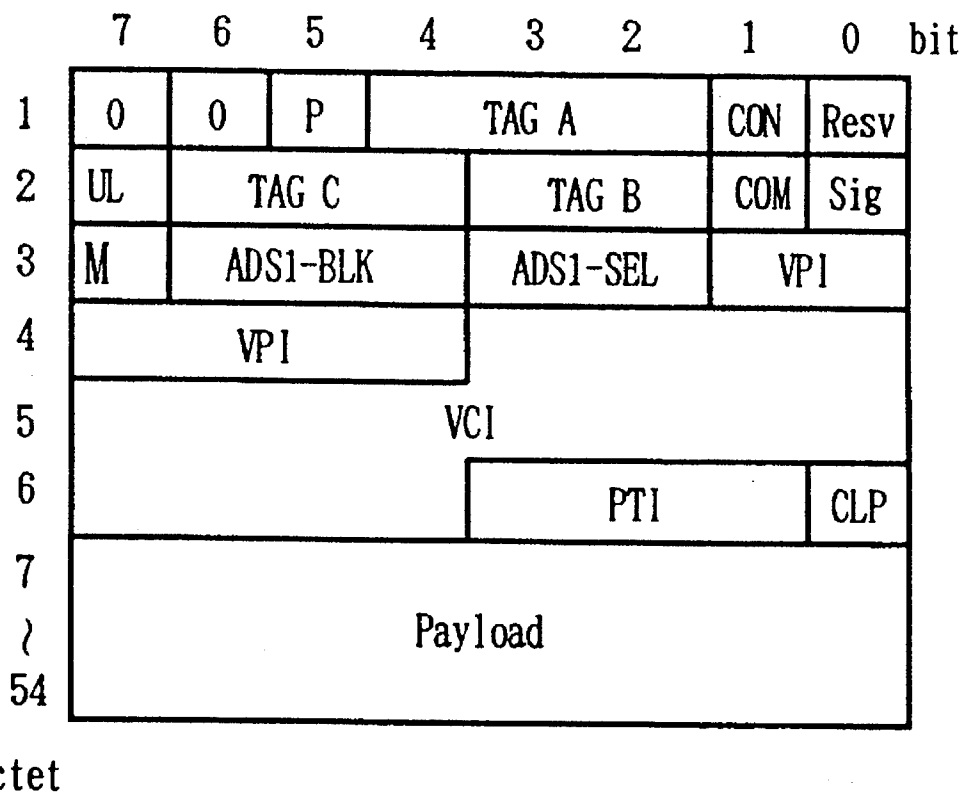 7 6 5 4 3 2 1 0 bit
1 0 0 P TAG A CON Resv
2 UL TAG C TAG B COM Sig
3 M ADS1-BLK ADS1-SEL VPI
4 VPI
5 VCI
6 PTI CLP
7
~ Payload
54
ctet